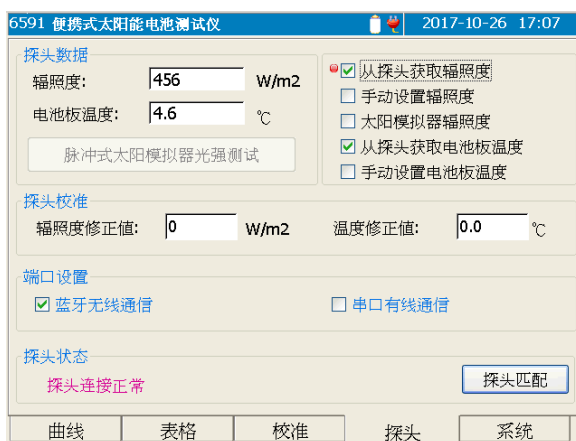 6591 便携式太阳能电池测试仪 2017-10-26 17:07
探头数据
辐照度: 456 W/m2
电池板温度: 4.6 ℃
脉冲式太阳模拟器光强测试
从探头获取辐照度
手动设置辐照度
太阳模拟器辐照度
从探头获取电池板温度
手动设置电池板温度
探头校准
辐照度修正值: 0 W/m2 温度修正值: 0.0 ℃
端口设置
蓝牙无线通信 串口有线通信
探头状态
探头连接正常 探头匹配
曲线 表格 校准 探头 系统